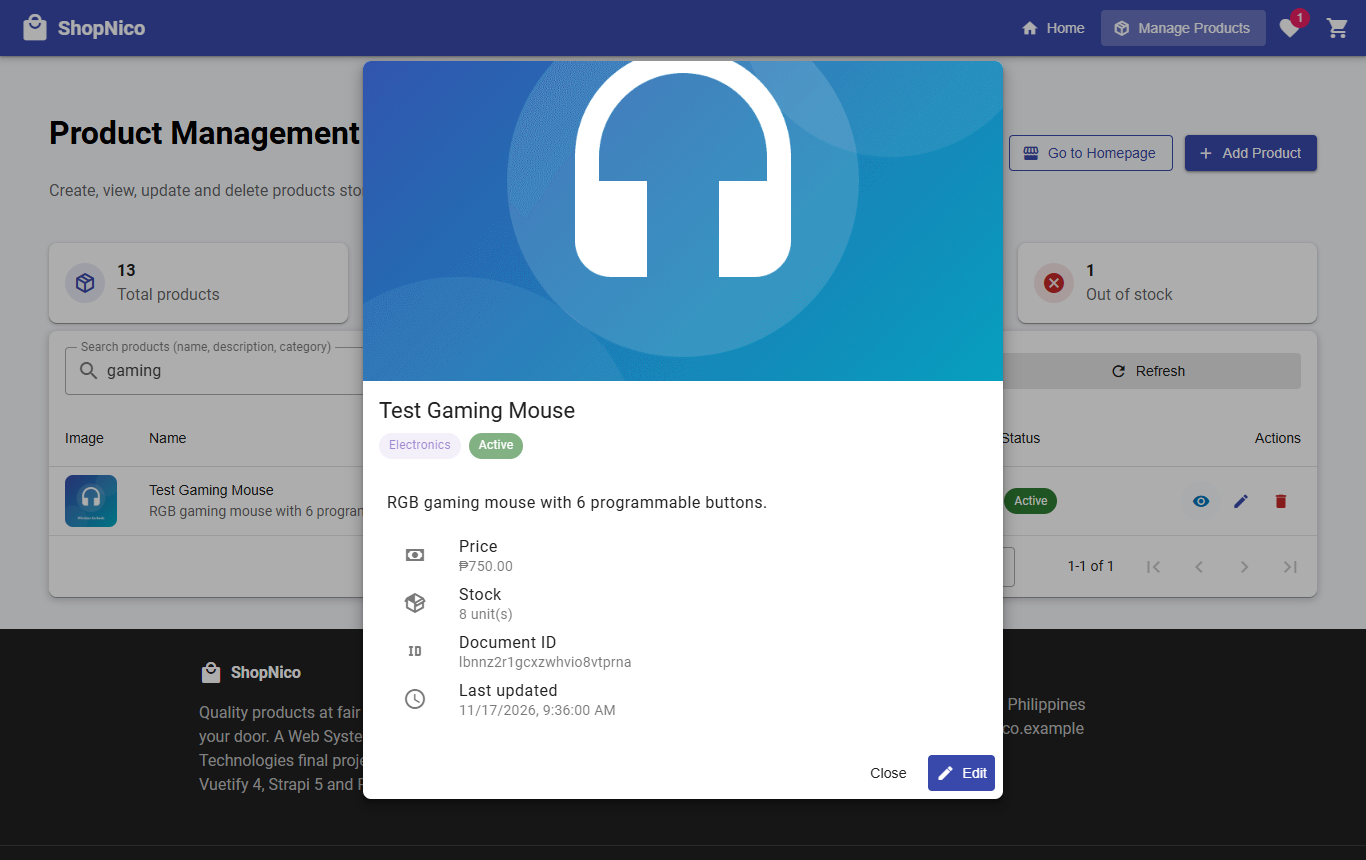 ShopNico
Home
Manage Products
1
Product Management
Create, view, update and delete products sto
Go to Homepage
Add Product
13
Total products
1
Out of stock
Search products (name, description, category)
gaming
Refresh
Image
Name
Status
Actions
Test Gaming Mouse
RGB gaming mouse with 6 program
Active
1-1 of 1
Test Gaming Mouse
Electronics
Active
RGB gaming mouse with 6 programmable buttons.
Price
₱750.00
Stock
8 unit(s)
ID
Document ID
lbnnz2r1gcxzwhvio8vtprna
Last updated
11/17/2026, 9:36:00 AM
Close
Edit
ShopNico
Quality products at fair
your door. A Web Syste
Technologies final proje
Vuetify 4, Strapi 5 and
Philippines
co.example